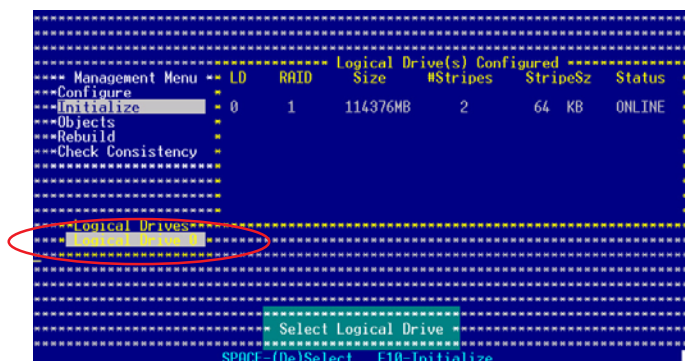 Logical Drive(s) Configured
Management Menu
LD RAID Size #Stripes StripeSz Status
Configure
Initialize
0 1 114376MB 2 64 KB ONLINE
Objects
Rebuild
Check Consistency
Logical Drives
Logical Drive 0
Select Logical Drive
SPACE-(De)Select F10-Initialize